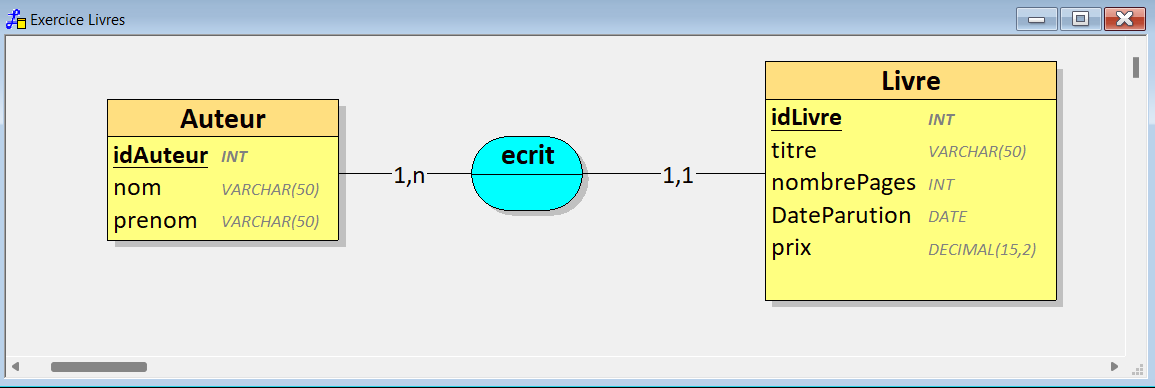 Exercice Livres
Auteur
idAuteur INT
nom VARCHAR(50)
prenom VARCHAR(50)
1,n
ecrit
1,1
Livre
idLivre INT
titre VARCHAR(50)
nombrePages INT
DateParution DATE
prix DECIMAL(15,2)